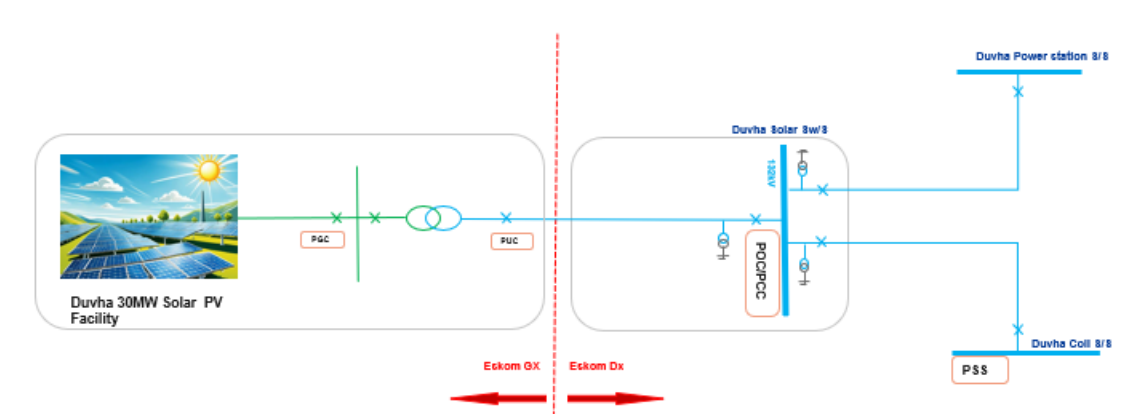 Duvha Power station S/S
Duvha Solar Sw/S
132kV
PGC
PUC
POC/PCC
Duvha 30MW Solar PV
Facility
Duvha Coll S/S
PSS
Eskom GX
Eskom Dx